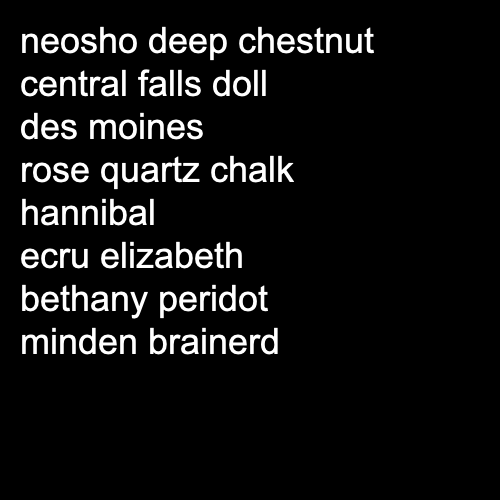 neosho deep chestnut
central falls doll
des moines
rose quartz chalk
hannibal
ecru elizabeth
bethany peridot
minden brainerd